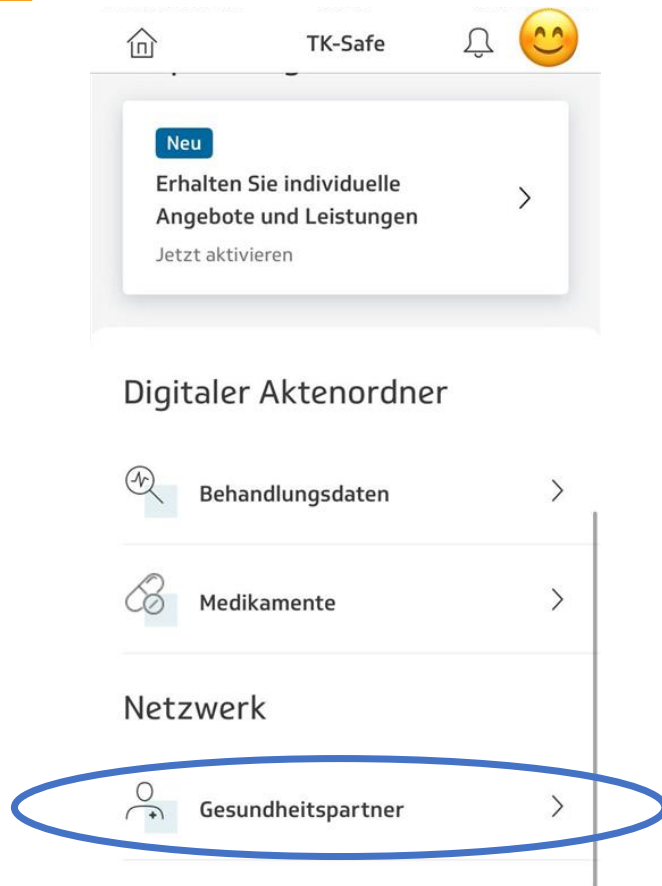 TK-Safe
Neu
Erhalten Sie individuelle
Angebote und Leistungen
Jetzt aktivieren
Digitaler Aktenordner
Behandlungsdaten
Medikamente
Netzwerk
Gesundheitspartner